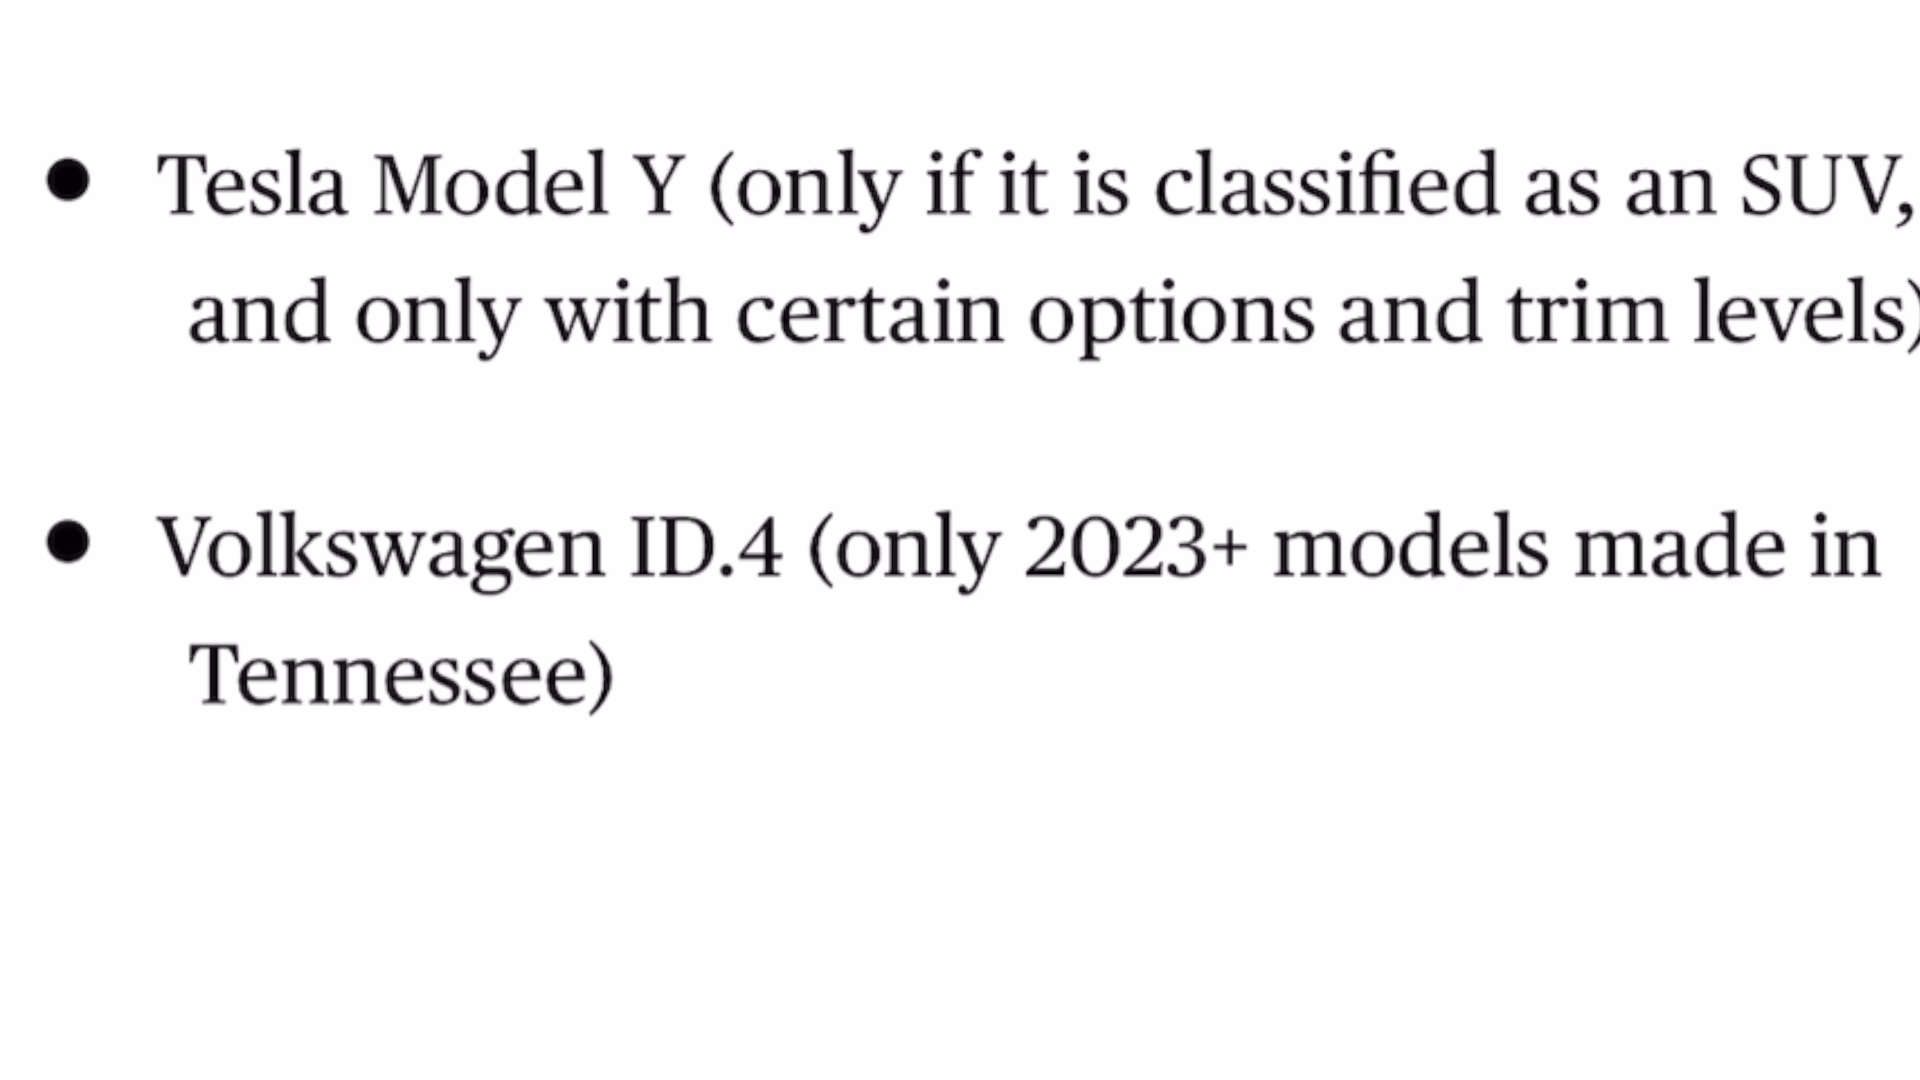 • Tesla Model Y (only if it is classified as an SUV,
and only with certain options and trim levels)
• Volkswagen ID.4 (only 2023+ models made in
Tennessee)